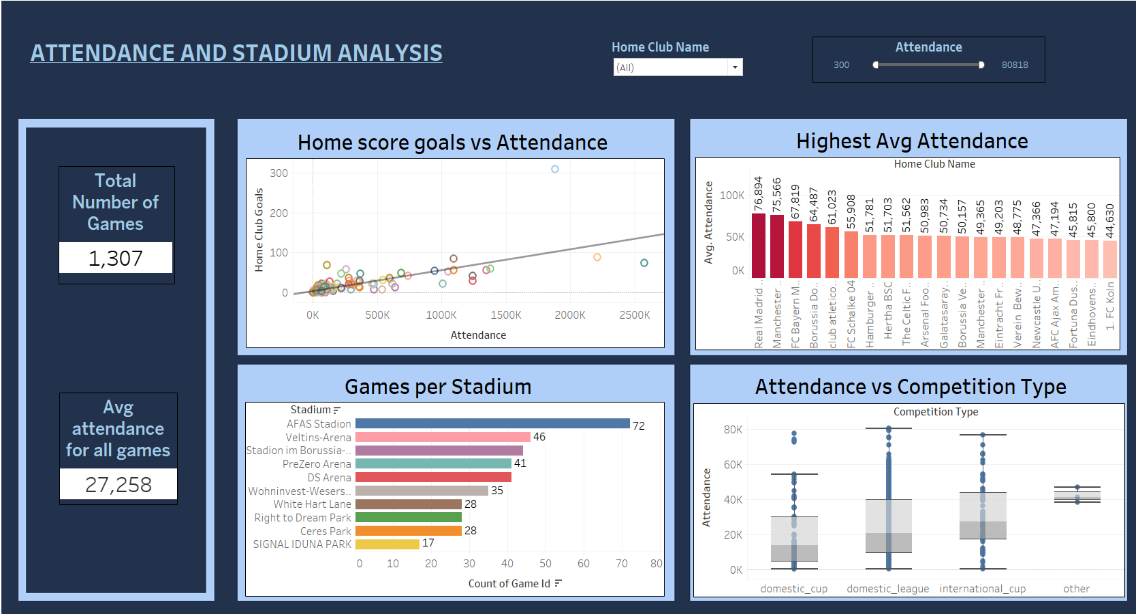 ATTENDANCE AND STADIUM ANALYSIS
Home Club Name
(All)
Attendance
300
80818
Total
Number of
Games
1,307
Avg
attendance
for all games
27,258
Home score goals vs Attendance
Home Club Goals
300
200
100
0
0K
500K
1000K
1500K
2000K
2500K
Attendance
Highest Avg Attendance
Home Club Name
Avg. Attendance
100K
50K
0K
76,894
75,566
67,819
64,487
61,023
55,908
51,781
51,703
51,562
50,983
50,734
50,157
49,365
49,203
48,775
47,366
47,194
45,815
45,800
44,630
Real Madrid ..
Manchester ..
FC Bayern M..
Borussia Do..
club atletico..
FC Schalke 04
Hamburger ..
Hertha BSC
The Celtic F..
Arsenal Foo..
Galatasaray..
Borussia Ve..
Manchester ..
Eintracht Fr..
Verein Bew..
Newcastle U..
AFC Ajax Am..
Fortuna Dus..
Eindhovens..
1. FC Koln
Games per Stadium
Stadium
AFAS Stadion
72
Veltins-Arena
46
Stadion im Borussia-..
PreZero Arena
41
DS Arena
Wohninvest-Wesers..
35
White Hart Lane
28
Right to Dream Park
Ceres Park
28
SIGNAL IDUNA PARK
17
0
10
20
30
40
50
60
70
80
Count of Game Id
Attendance vs Competition Type
Competition Type
Attendance
80K
60K
40K
20K
0K
domestic_cup
domestic_league
international_cup
other